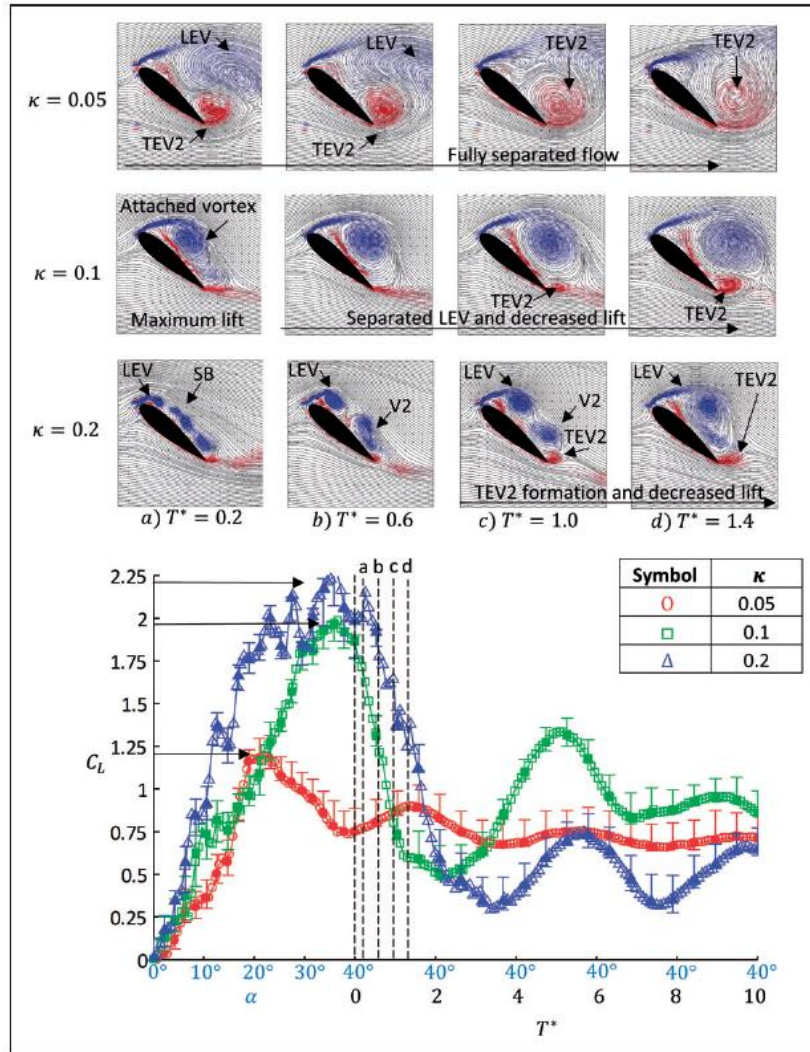 LEV LEV TEV2 TEV2
κ = 0.05
TEV2 TEV2
Fully separated flow
Attached vortex
κ = 0.1
TEV2 TEV2
Maximum lift Separated LEV and decreased lift
LEV SB LEV V2 LEV V2 TEV2 LEV TEV2
κ = 0.2
TEV2 formation and decreased lift
a) T* = 0.2 b) T* = 0.6 c) T* = 1.0 d) T* = 1.4
a b c d
Symbol κ
0.05
0.1
0.2
2.25
2
1.75
1.5
1.25
C_L
1
0.75
0.5
0.25
0
0° 10° 20° 30° 40° 40° 40° 40° 40° 40°
α 0 2 4 6 8 10
T*